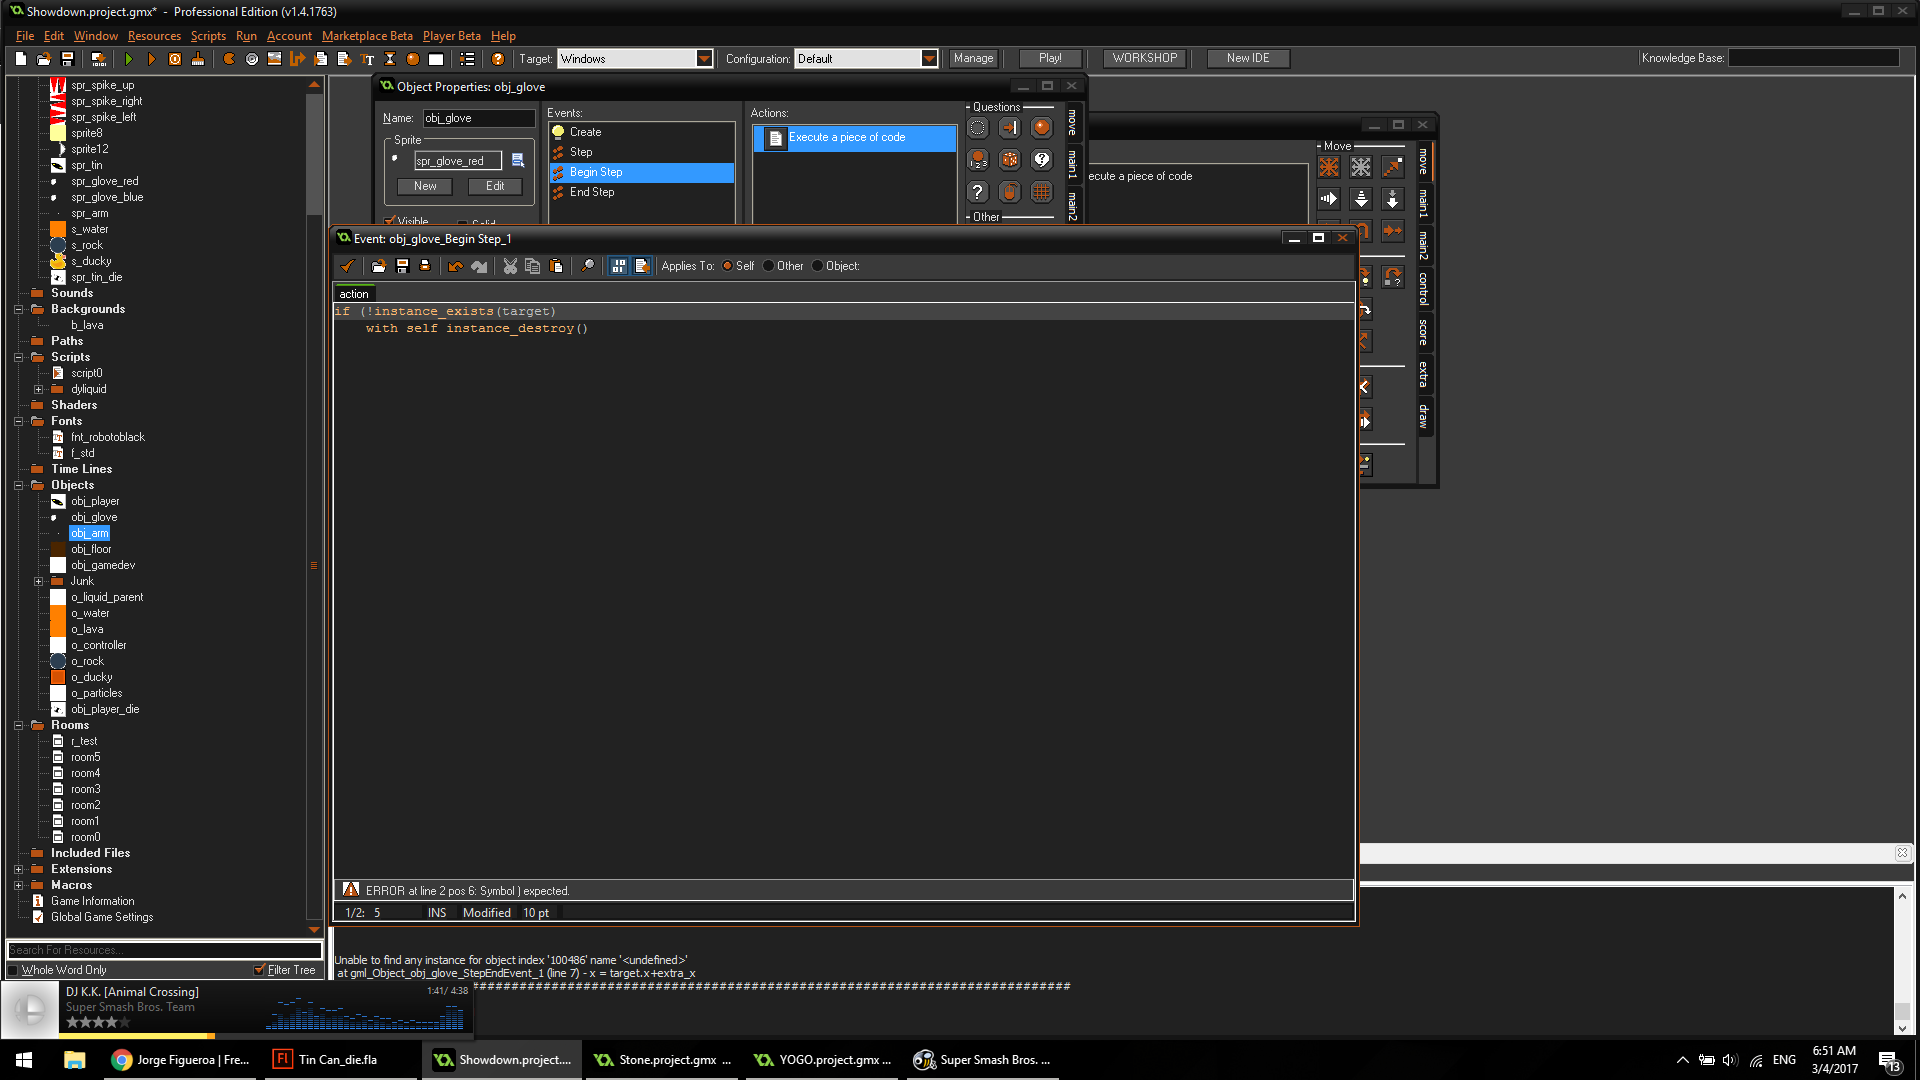 Showdown.project.gmx* - Professional Edition (v1.4.1763)
File Edit Window Resources Scripts Run Account Marketplace Beta Player Beta Help
Target: Windows Configuration: Default Manage Play! WORKSHOP New IDE Knowledge Base:
spr_spike_up
spr_spike_right
spr_spike_left
sprite8
sprite12
spr_tin
spr_glove_red
spr_glove_blue
spr_arm
s_water
s_rock
s_ducky
spr_tin_die
Sounds
Backgrounds
b_lava
Paths
Scripts
script0
dyliquid
Shaders
Fonts
fnt_robotoblack
f_std
Time Lines
Objects
obj_player
obj_glove
obj_arm
obj_floor
obj_gamedev
Junk
o_liquid_parent
o_water
o_lava
o_controller
o_rock
o_ducky
o_particles
obj_player_die
Rooms
r_test
room5
room4
room3
room2
room1
room0
Included Files
Extensions
Macros
Game Information
Global Game Settings
Search For Resources...
Whole Word Only Filter Tree
Object Properties: obj_glove
Name: obj_glove
Sprite
spr_glove_red
New Edit
Visible Solid
Events:
Create
Step
Begin Step
End Step
Actions:
Execute a piece of code
Questions
Other
move
main1
main2
ecute a piece of code
Move
move
main1
main2
control
score
extra
draw
Event: obj_glove_Begin Step_1
Applies To: Self Other Object:
action
if (!instance_exists(target)
with self instance_destroy()
ERROR at line 2 pos 6: Symbol ) expected.
1/2: 5 INS Modified 10 pt
Unable to find any instance for object index '100486' name '<undefined>'
at gml_Object_obj_glove_StepEndEvent_1 (line 7) - x = target.x+extra_x
DJ K.K. [Animal Crossing] 1:41/ 4:38
Super Smash Bros. Team
Jorge Figueroa | Fre...
Fl Tin Can_die.fla
Showdown.project....
Stone.project.gmx ...
YOGO.project.gmx ...
Super Smash Bros. ...
ENG
6:51 AM
3/4/2017
13